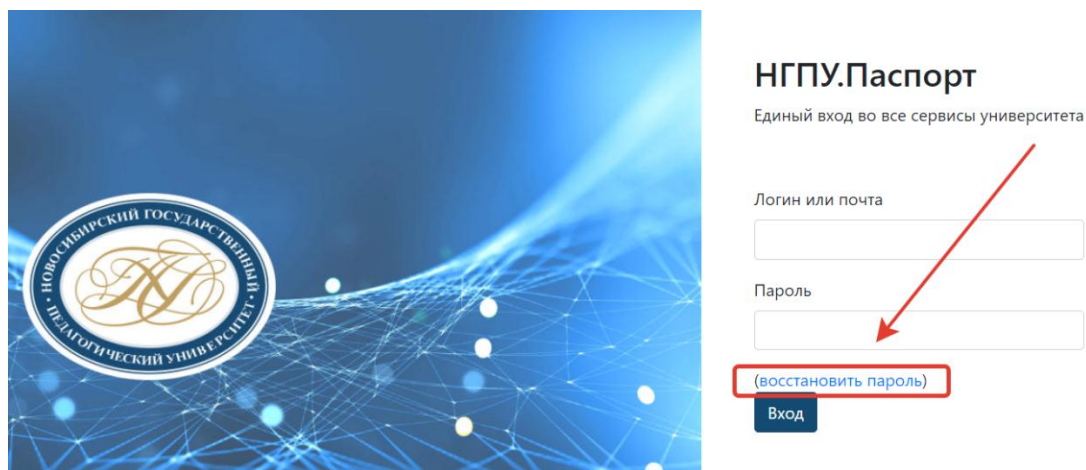 НОВОСИБИРСКИЙ ГОСУДАРСТВЕННЫЙ
• ПЕДАГОГИЧЕСКИЙ УНИВЕРСИТЕТ •
НГПУ.Паспорт
Единый вход во все сервисы университета
Логин или почта
Пароль
(восстановить пароль)
Вход